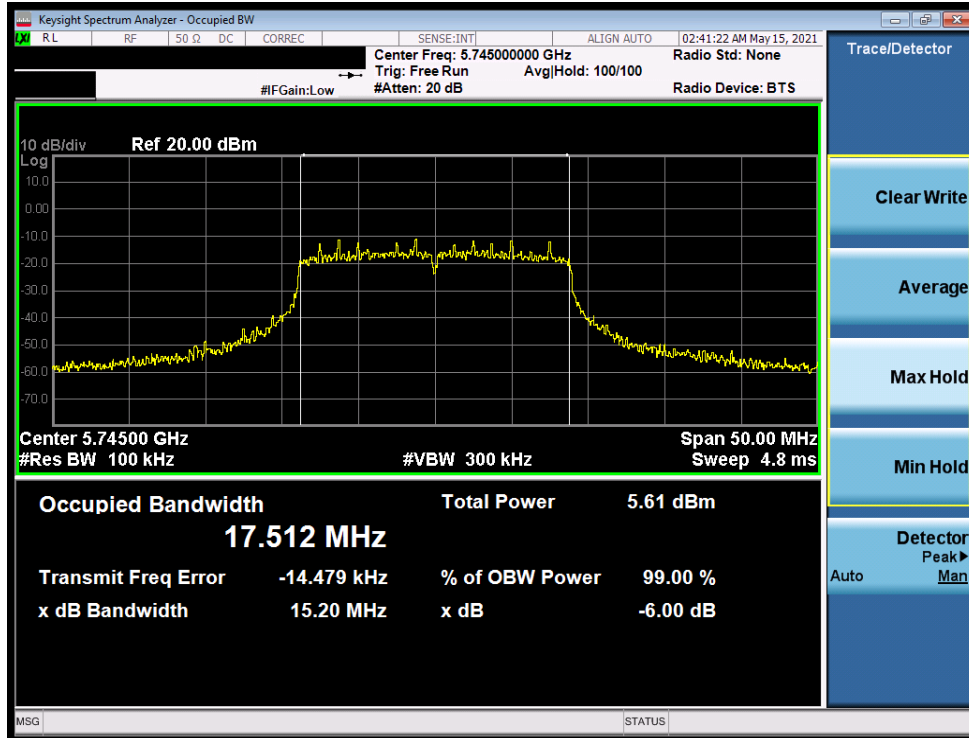 Keysight Spectrum Analyzer - Occupied BW
LXI RL RF 50 Ω DC CORREC SENSE:INT ALIGN AUTO 02:41:22 AM May 15, 2021
Center Freq: 5.745000000 GHz Radio Std: None
Trig: Free Run Avg|Hold: 100/100
#IFGain:Low #Atten: 20 dB Radio Device: BTS
10 dB/div Ref 20.00 dBm
Log
10.0
0.00
-10.0
-20.0
-30.0
-40.0
-50.0
-60.0
-70.0
Center 5.74500 GHz Span 50.00 MHz
#Res BW 100 kHz #VBW 300 kHz Sweep 4.8 ms
Occupied Bandwidth Total Power 5.61 dBm
17.512 MHz
Transmit Freq Error -14.479 kHz % of OBW Power 99.00 %
x dB Bandwidth 15.20 MHz x dB -6.00 dB
MSG STATUS
Trace/Detector
Clear Write
Average
Max Hold
Min Hold
Detector
Peak▶
Auto Man